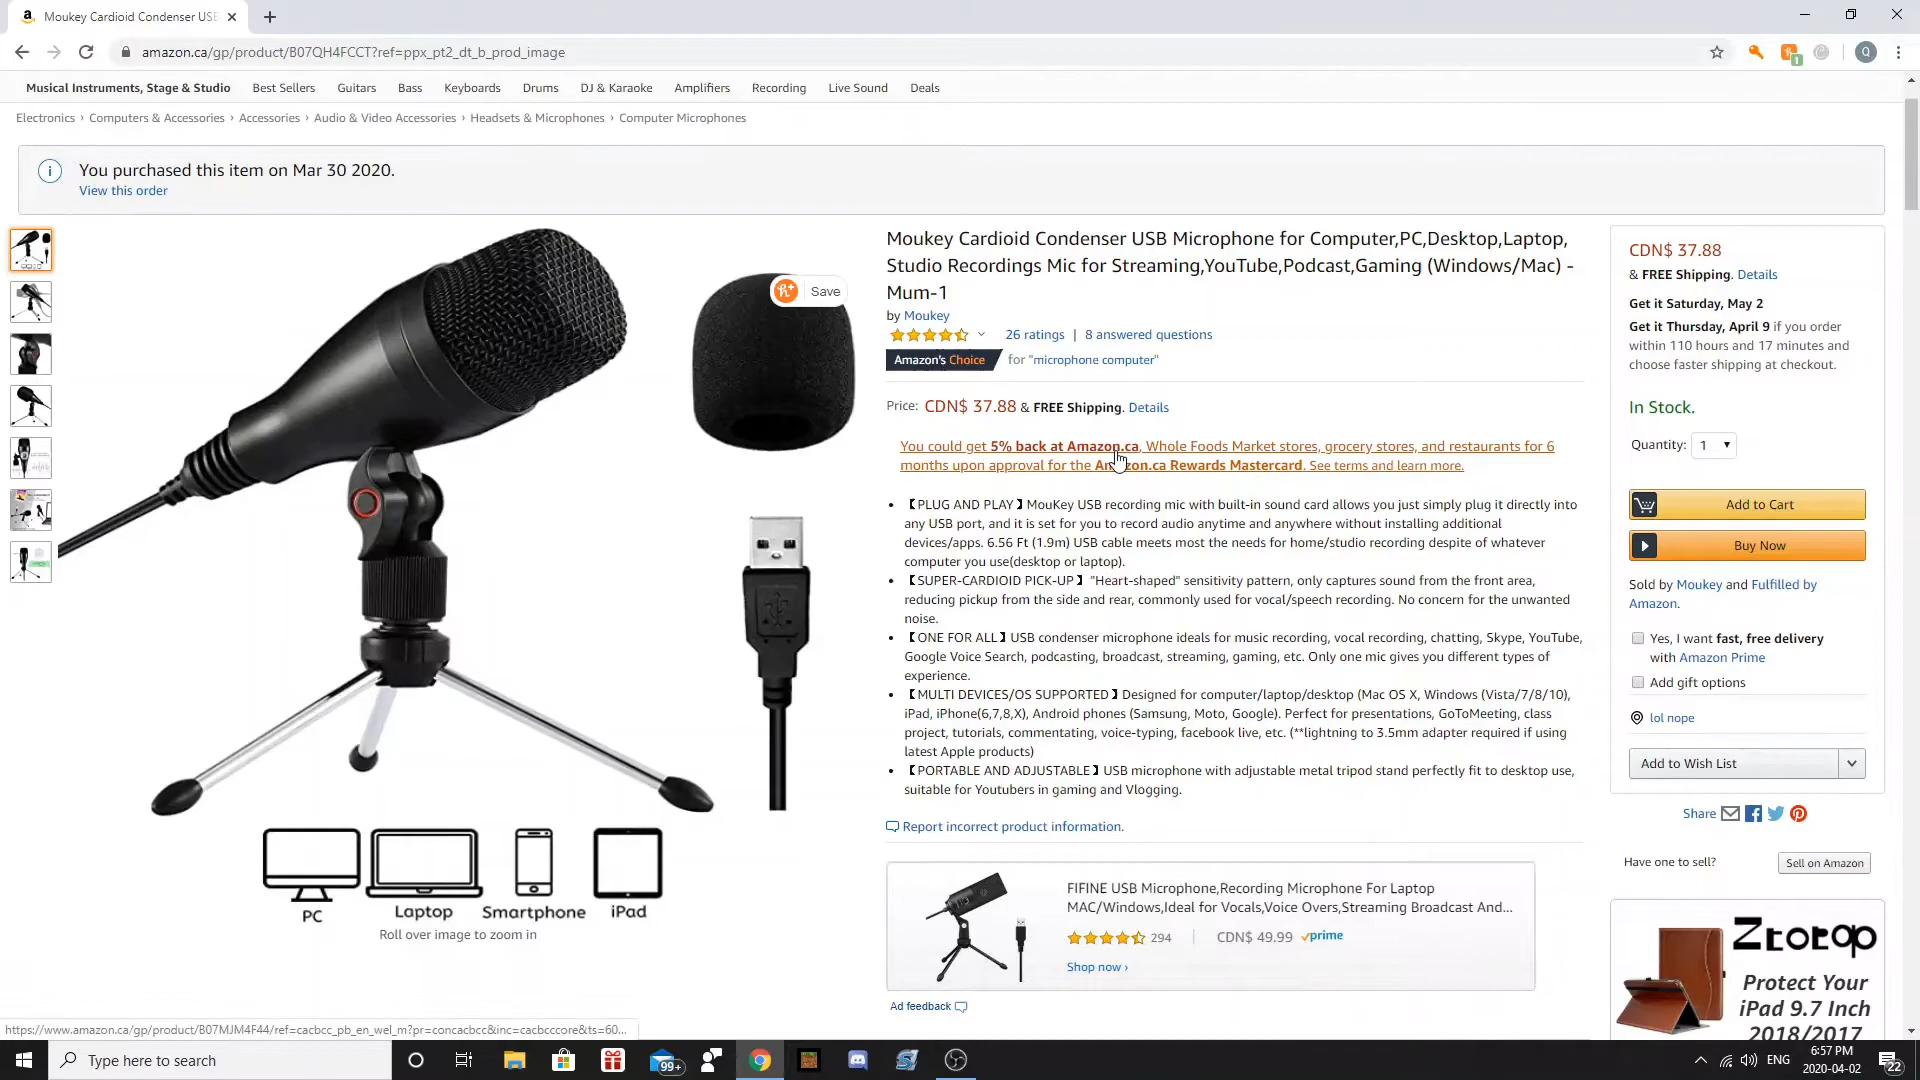 Moukey Cardioid Condenser USB
amazon.ca/gp/product/B07QH4FCCT?ref=ppx_pt2_dt_b_prod_image
1
Q
Musical Instruments, Stage & Studio Best Sellers Guitars Bass Keyboards Drums DJ & Karaoke Amplifiers Recording Live Sound Deals
Electronics › Computers & Accessories › Accessories › Audio & Video Accessories › Headsets & Microphones › Computer Microphones
You purchased this item on Mar 30 2020.
View this order
Save
PC
Laptop
Smartphone
iPad
Roll over image to zoom in
Moukey Cardioid Condenser USB Microphone for Computer,PC,Desktop,Laptop,
Studio Recordings Mic for Streaming,YouTube,Podcast,Gaming (Windows/Mac) -
Mum-1
by Moukey
26 ratings | 8 answered questions
Amazon's Choice for "microphone computer"
Price: CDN$ 37.88 & FREE Shipping. Details
You could get 5% back at Amazon.ca, Whole Foods Market stores, grocery stores, and restaurants for 6
months upon approval for the Amazon.ca Rewards Mastercard. See terms and learn more.
• 【PLUG AND PLAY】MouKey USB recording mic with built-in sound card allows you just simply plug it directly into
any USB port, and it is set for you to record audio anytime and anywhere without installing additional
devices/apps. 6.56 Ft (1.9m) USB cable meets most the needs for home/studio recording despite of whatever
computer you use(desktop or laptop).
• 【SUPER-CARDIOID PICK-UP】"Heart-shaped" sensitivity pattern, only captures sound from the front area,
reducing pickup from the side and rear, commonly used for vocal/speech recording. No concern for the unwanted
noise.
• 【ONE FOR ALL】USB condenser microphone ideals for music recording, vocal recording, chatting, Skype, YouTube,
Google Voice Search, podcasting, broadcast, streaming, gaming, etc. Only one mic gives you different types of
experience.
• 【MULTI DEVICES/OS SUPPORTED】Designed for computer/laptop/desktop (Mac OS X, Windows (Vista/7/8/10),
iPad, iPhone(6,7,8,X), Android phones (Samsung, Moto, Google). Perfect for presentations, GoToMeeting, class
project, tutorials, commentating, voice-typing, facebook live, etc. (**lightning to 3.5mm adapter required if using
latest Apple products)
• 【PORTABLE AND ADJUSTABLE】USB microphone with adjustable metal tripod stand perfectly fit to desktop use,
suitable for Youtubers in gaming and Vlogging.
Report incorrect product information.
FIFINE USB Microphone,Recording Microphone For Laptop
MAC/Windows,Ideal for Vocals,Voice Overs,Streaming Broadcast And...
294 | CDN$ 49.99 prime
Shop now ›
Ad feedback
CDN$ 37.88
& FREE Shipping. Details
Get it Saturday, May 2
Get it Thursday, April 9 if you order
within 110 hours and 17 minutes and
choose faster shipping at checkout.
In Stock.
Quantity: 1
Add to Cart
Buy Now
Sold by Moukey and Fulfilled by
Amazon.
Yes, I want fast, free delivery
with Amazon Prime
Add gift options
lol nope
Add to Wish List
Share
Have one to sell? Sell on Amazon
Ztotop
Protect Your
iPad 9.7 Inch
2018/2017
https://www.amazon.ca/gp/product/B07MJM4F44/ref=cacbcc_pb_en_wel_m?pr=concacbcc&inc=cacbcccore&ts=60...
Type here to search
99+
ENG
6:57 PM
2020-04-02
22